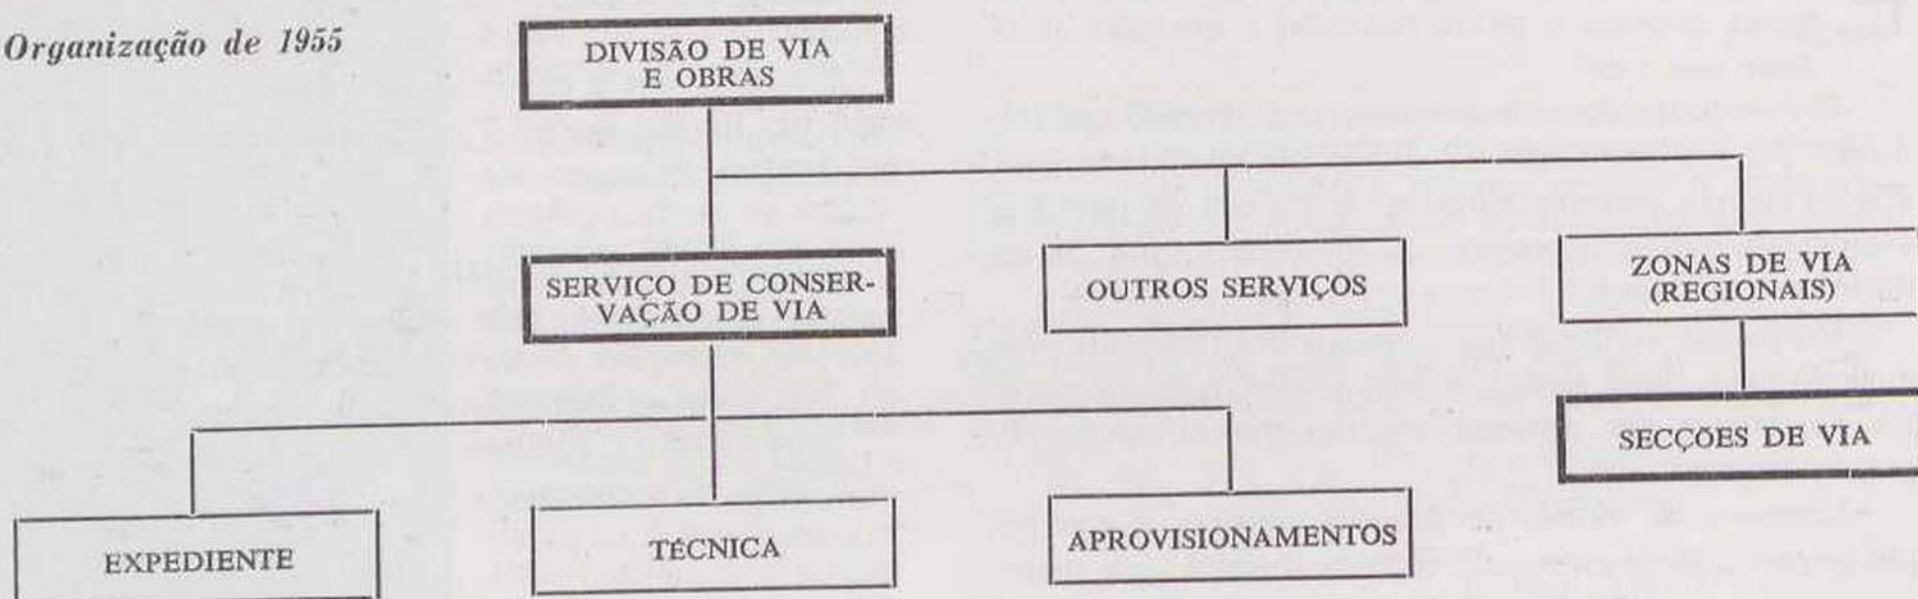 Organização de 1955
DIVISÃO DE VIA
E OBRAS
SERVIÇO DE CONSER-
VAÇÃO DE VIA
OUTROS SERVIÇOS
ZONAS DE VIA
(REGIONAIS)
SECÇÕES DE VIA
EXPEDIENTE
TÉCNICA
APROVISIONAMENTOS